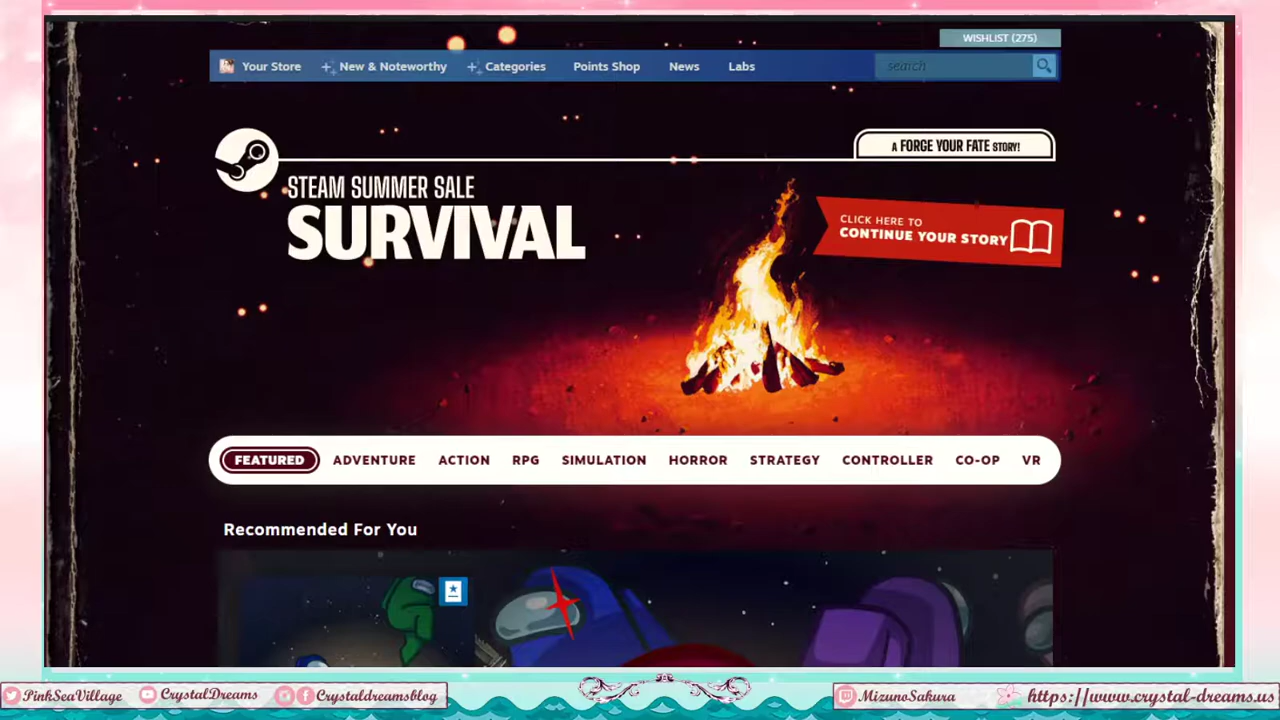 WISHLIST (275)
Your Store New & Noteworthy Categories Points Shop News Labs search
A FORGE YOUR FATE STORY!
STEAM SUMMER SALE
SURVIVAL
CLICK HERE TO
CONTINUE YOUR STORY
FEATURED ADVENTURE ACTION RPG SIMULATION HORROR STRATEGY CONTROLLER CO-OP VR
Recommended For You
PinkSeaVillage CrystalDreams Crystaldreamsblog MizunoSakura https://www.crystal-dreams.us